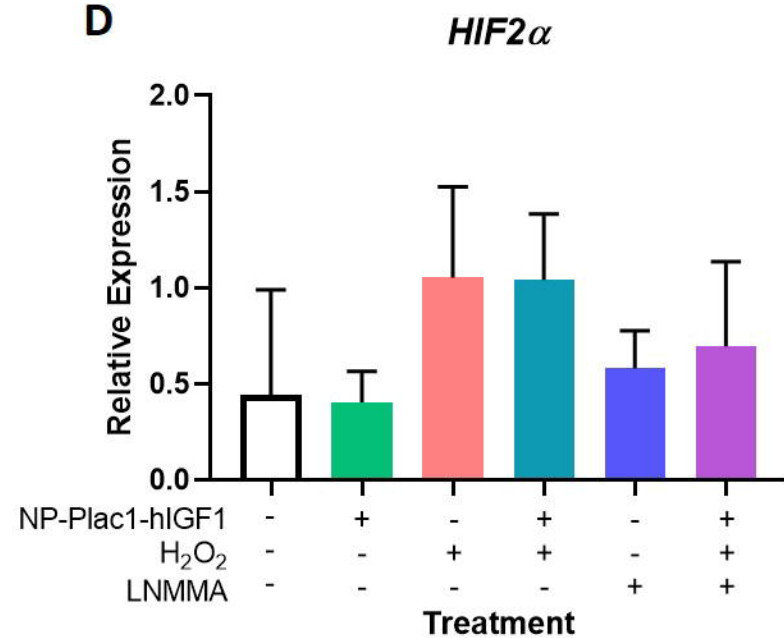 D
HIF2α
Relative Expression
2.0
1.5
1.0
0.5
0.0
NP-Plac1-hIGF1 - + - + - +
H₂O₂ - - + + - +
LNMMA - - - - + +
Treatment